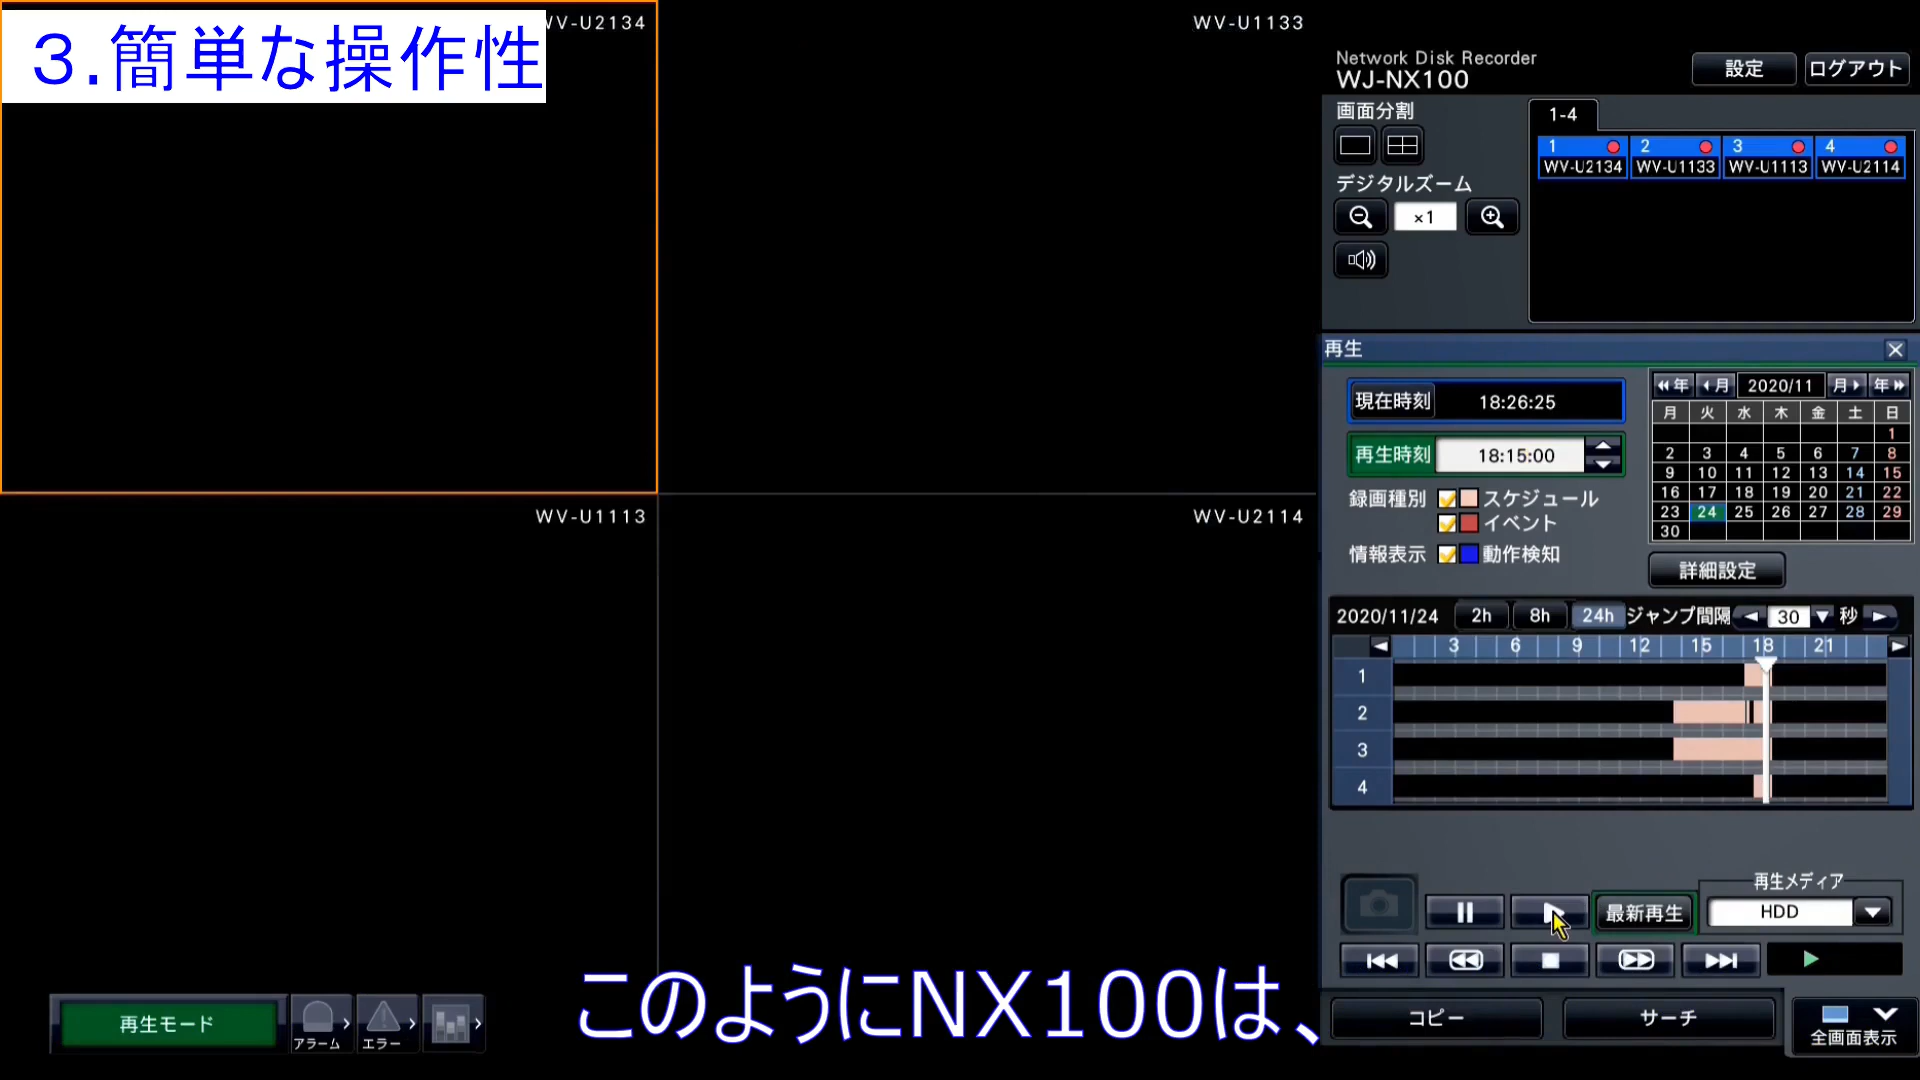 3.簡単な操作性
WV-U2134
WV-U1133
WV-U1113
WV-U2114
Network Disk Recorder
WJ-NX100
設定
ログアウト
画面分割
デジタルズーム
×1
1-4
1 2 3 4
WV-U2134 WV-U1133 WV-U1113 WV-U2114
再生
現在時刻 18:26:25
再生時刻 18:15:00
録画種別 スケジュール
イベント
情報表示 動作検知
年 月 2020/11 月 年
月 火 水 木 金 土 日
1
2 3 4 5 6 7 8
9 10 11 12 13 14 15
16 17 18 19 20 21 22
23 24 25 26 27 28 29
30
詳細設定
2020/11/24 2h 8h 24h ジャンプ間隔 30 秒
3 6 9 12 15 18 21
1
2
3
4
再生メディア
最新再生
HDD
コピー
サーチ
全画面表示
再生モード
アラーム
エラー
このようにNX100は、